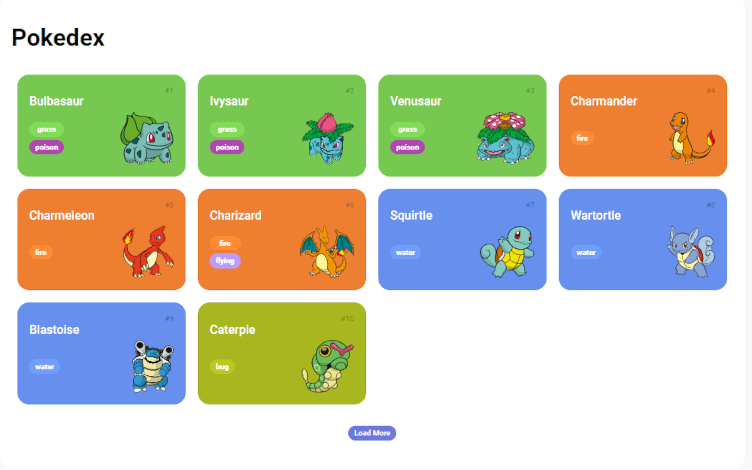 Pokedex
#1
Bulbasaur
grass
poison
#2
Ivysaur
grass
poison
#3
Venusaur
grass
poison
#4
Charmander
fire
#5
Charmeleon
fire
#6
Charizard
fire
flying
#7
Squirtle
water
#8
Wartortle
water
#9
Blastoise
water
#10
Caterpie
bug
Load More